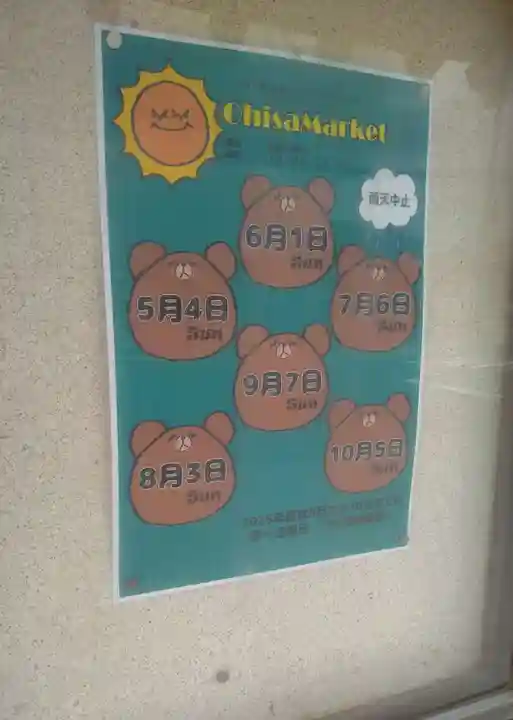 OhisaMarket
雨天中止
6月1日
Sun
5月4日
Sun
7月6日
Sun
9月7日
Sun
8月3日
Sun
10月5日
Sun